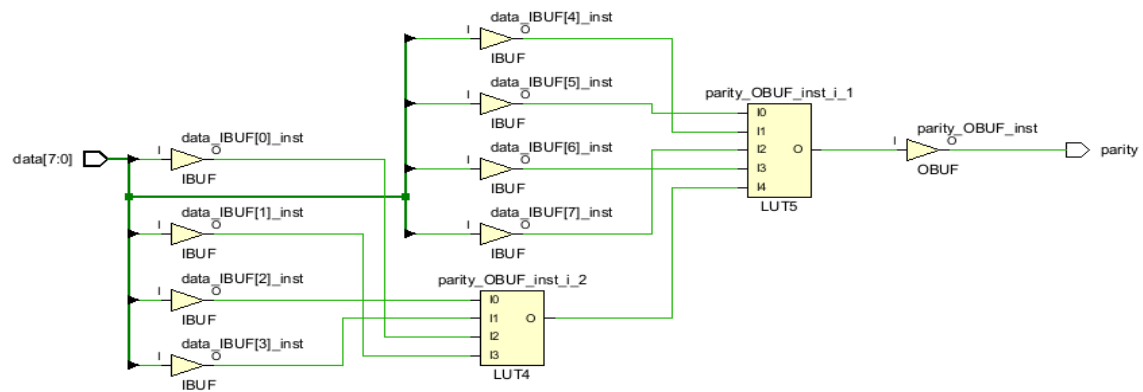 data[7:0]
data_IBUF[0]_inst
I
O
IBUF
data_IBUF[1]_inst
I
O
IBUF
data_IBUF[2]_inst
I
O
IBUF
data_IBUF[3]_inst
I
O
IBUF
data_IBUF[4]_inst
I
O
IBUF
data_IBUF[5]_inst
I
O
IBUF
data_IBUF[6]_inst
I
O
IBUF
data_IBUF[7]_inst
I
O
IBUF
parity_OBUF_inst_i_2
I0
I1
O
I2
I3
LUT4
parity_OBUF_inst_i_1
I0
I1
I2
O
I3
I4
LUT5
parity_OBUF_inst
I
O
OBUF
parity